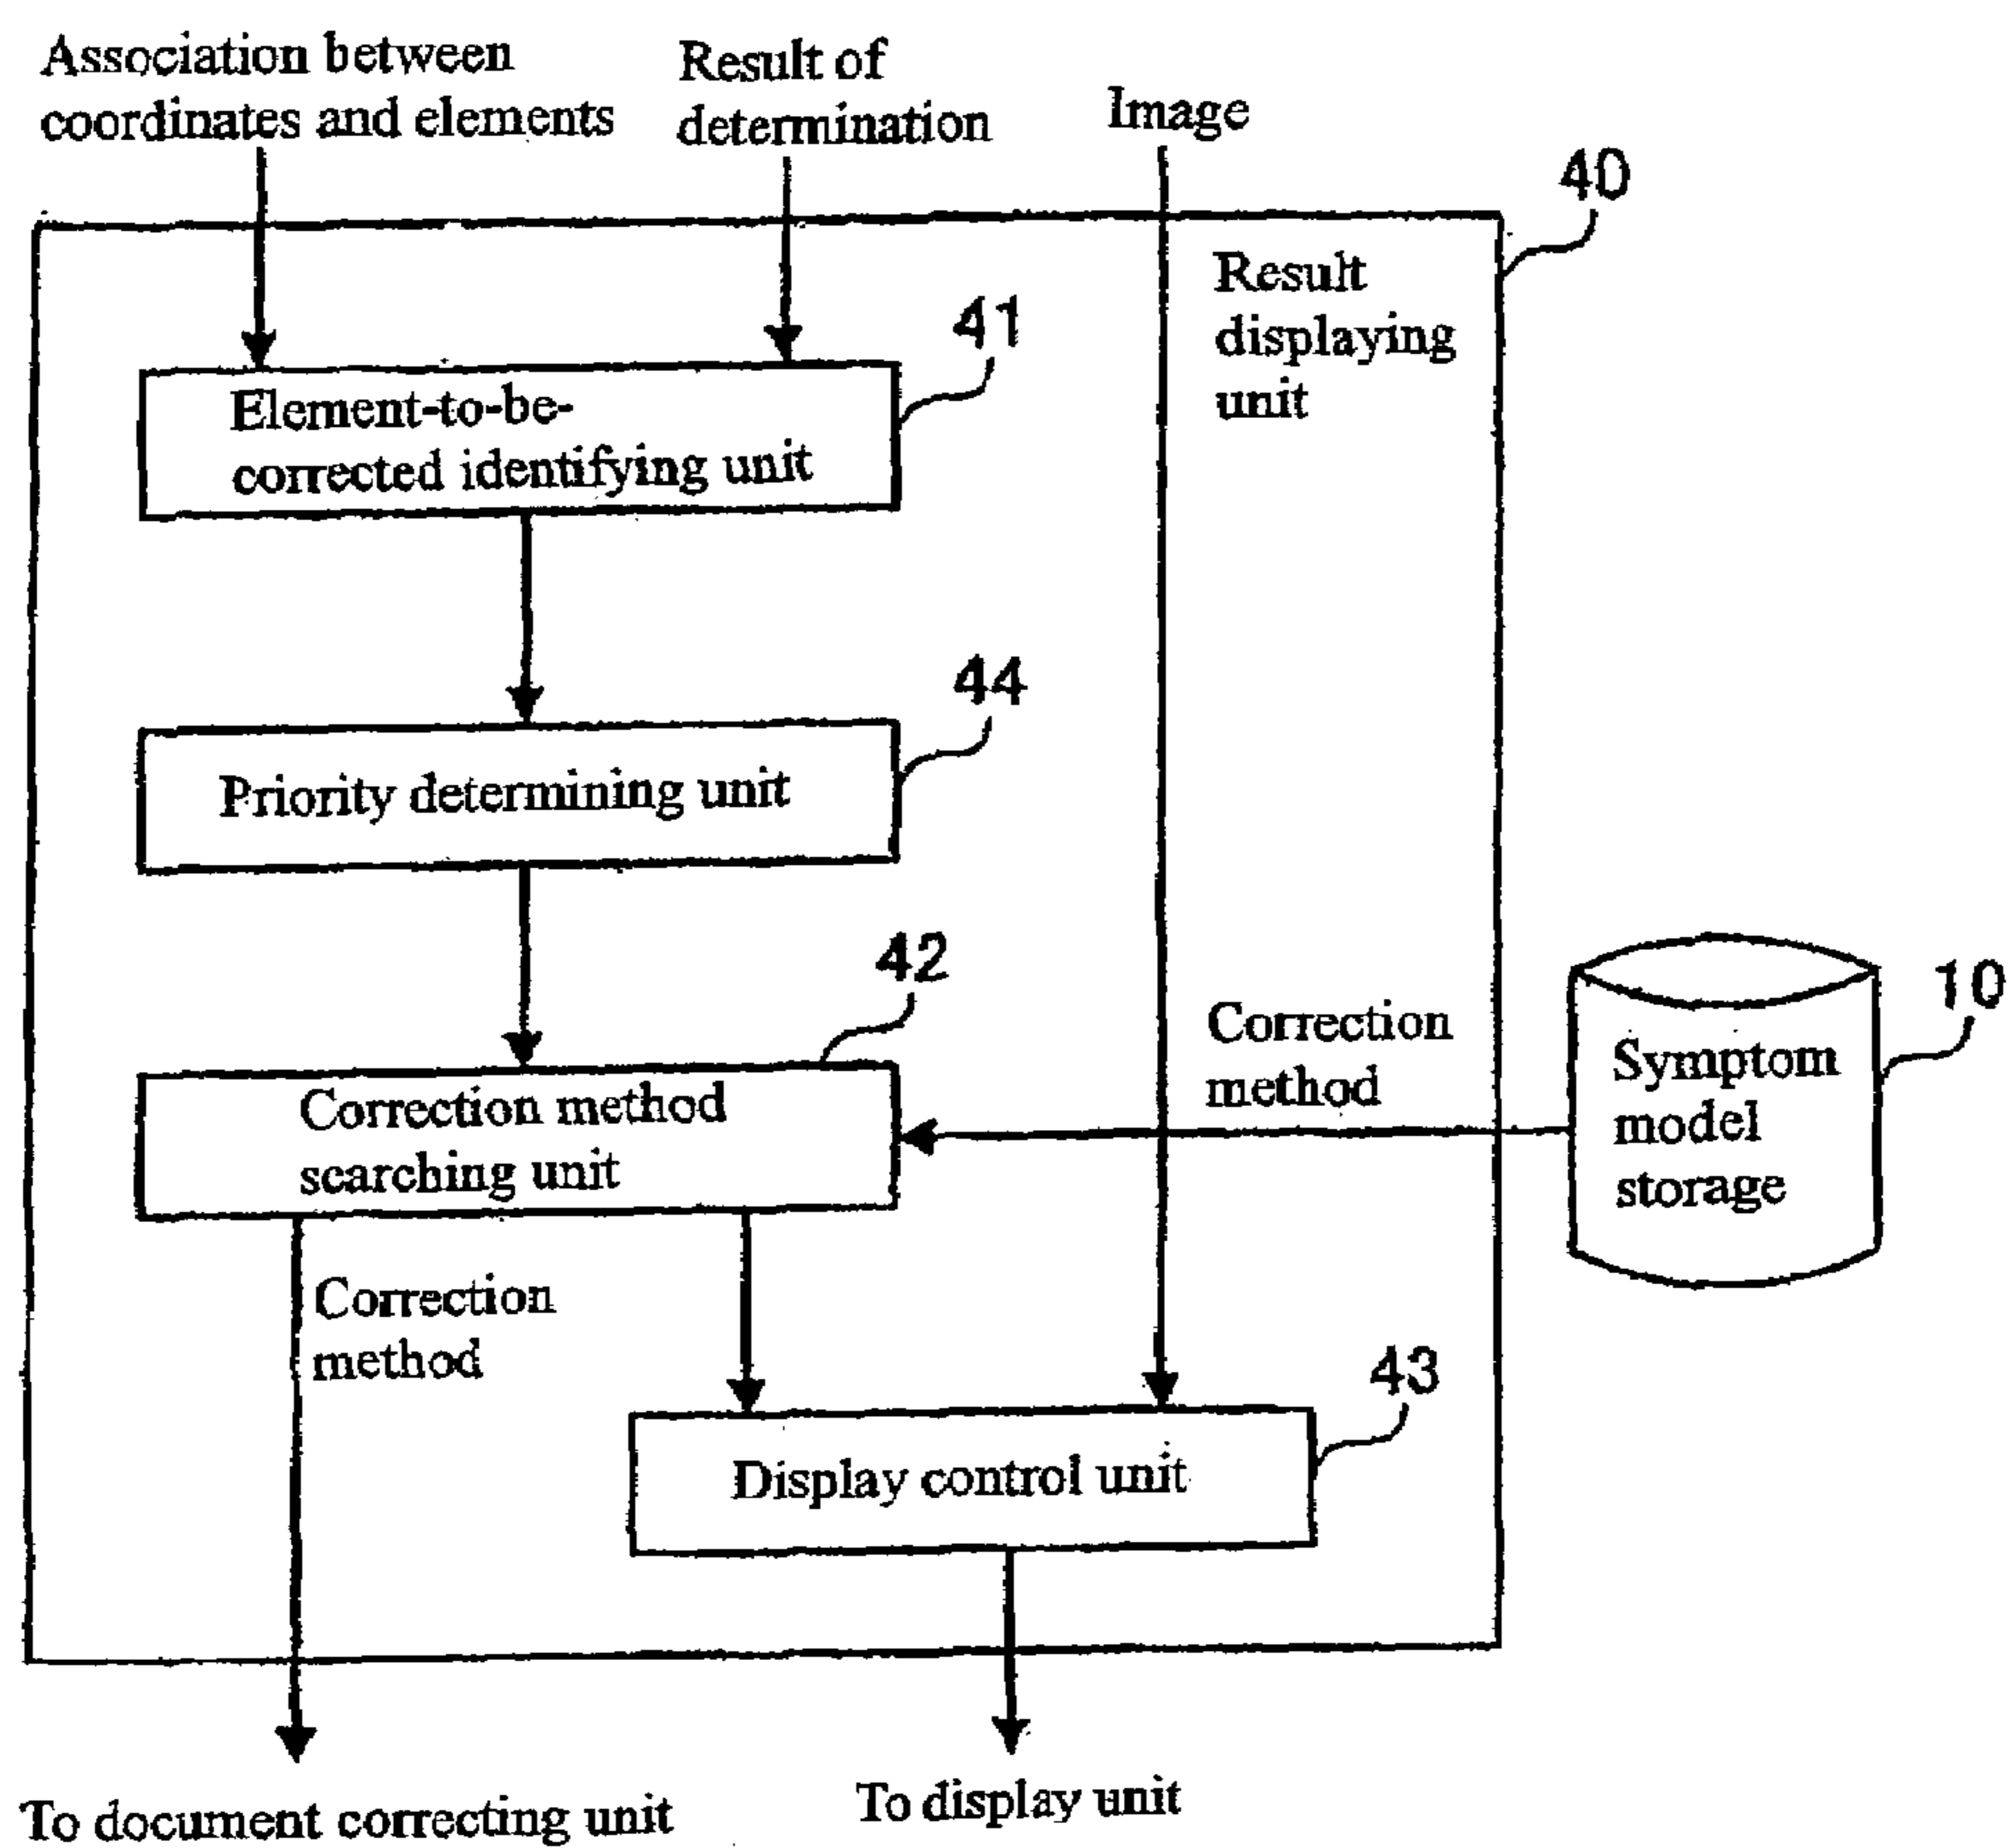 Association between
coordinates and elements
Result of
determination
Image
40
Result
displaying
unit
41
Element-to-be-
corrected identifying unit
44
Priority determining unit
42
Correction method
searching unit
Correction
method
10
Symptom
model
storage
Correction
method
43
Display control unit
To document correcting unit
To display unit